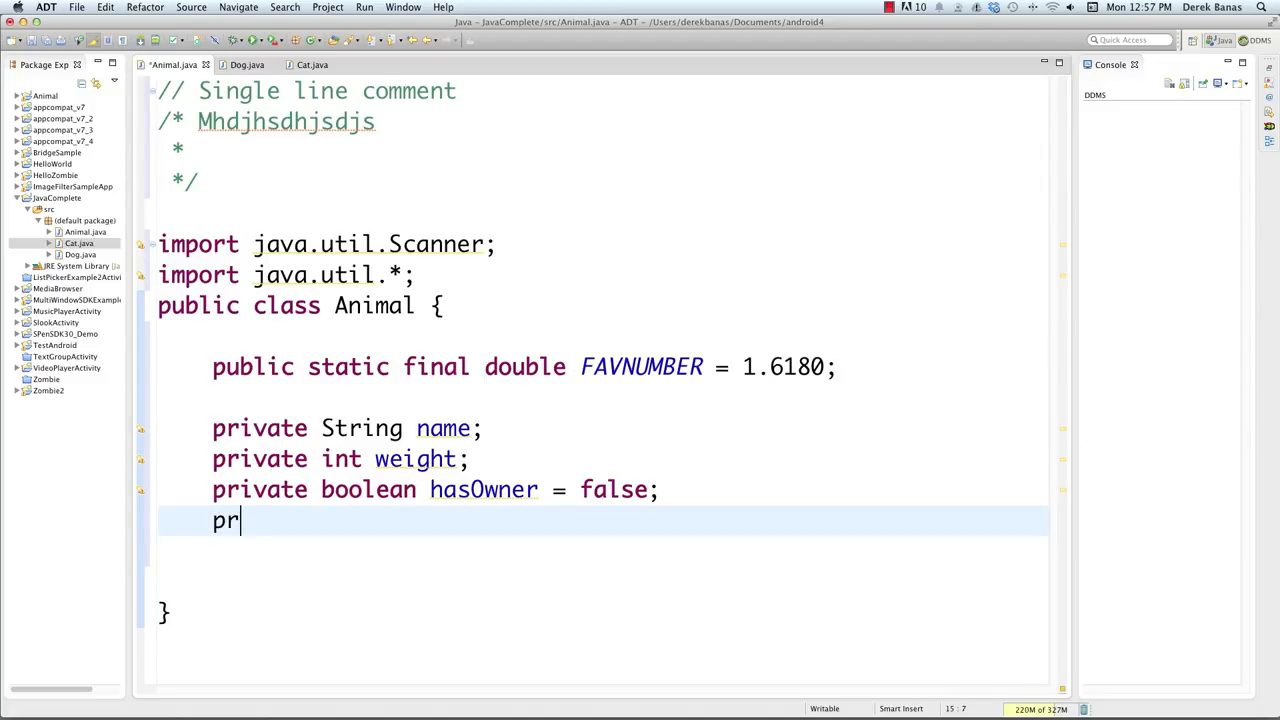 ADT File Edit Refactor Source Navigate Search Project Run Window Help
10 Mon 12:57 Derek Banas
Java – JavaComplete/src/Animal.java – ADT – /Users/derekbanas/Documents/android4
Quick Access Java DDMS
Package Exp
*Animal.java Dog.java Cat.java
Console
DDMS
Animal
appcompat_v7
appcompat_v7_2
appcompat_v7_3
appcompat_v7_4
BridgeSample
HelloWorld
HelloZombie
ImageFilterSampleApp
JavaComplete
src
(default package)
Animal.java
Cat.java
Dog.java
JRE System Library [Ja
ListPickerExample2Activi
MediaBrowser
MultiWindowSDKExample
MusicPlayerActivity
SlookActivity
SPenSDK30_Demo
TestAndroid
TextGroupActivity
VideoPlayerActivity
Zombie
Zombie2
// Single line comment
/* Mhdjhsdhjsdjs
*
*/
import java.util.Scanner;
import java.util.*;
public class Animal {
public static final double FAVNUMBER = 1.6180;
private String name;
private int weight;
private boolean hasOwner = false;
pr
}
Writable Smart Insert 15 : 7 220M of 327M